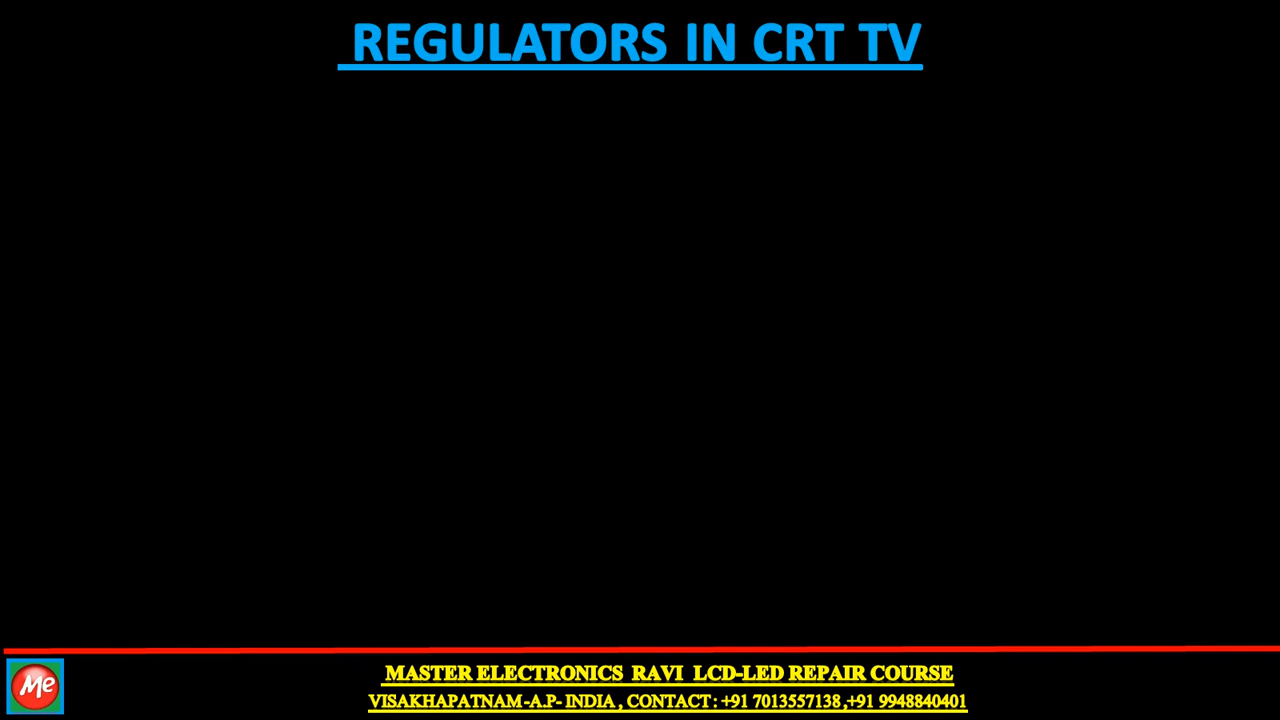 REGULATORS IN CRT TV
Me
MASTER ELECTRONICS RAVI LCD-LED REPAIR COURSE
VISAKHAPATNAM -A.P- INDIA , CONTACT : +91 7013557138 ,+91 9948840401